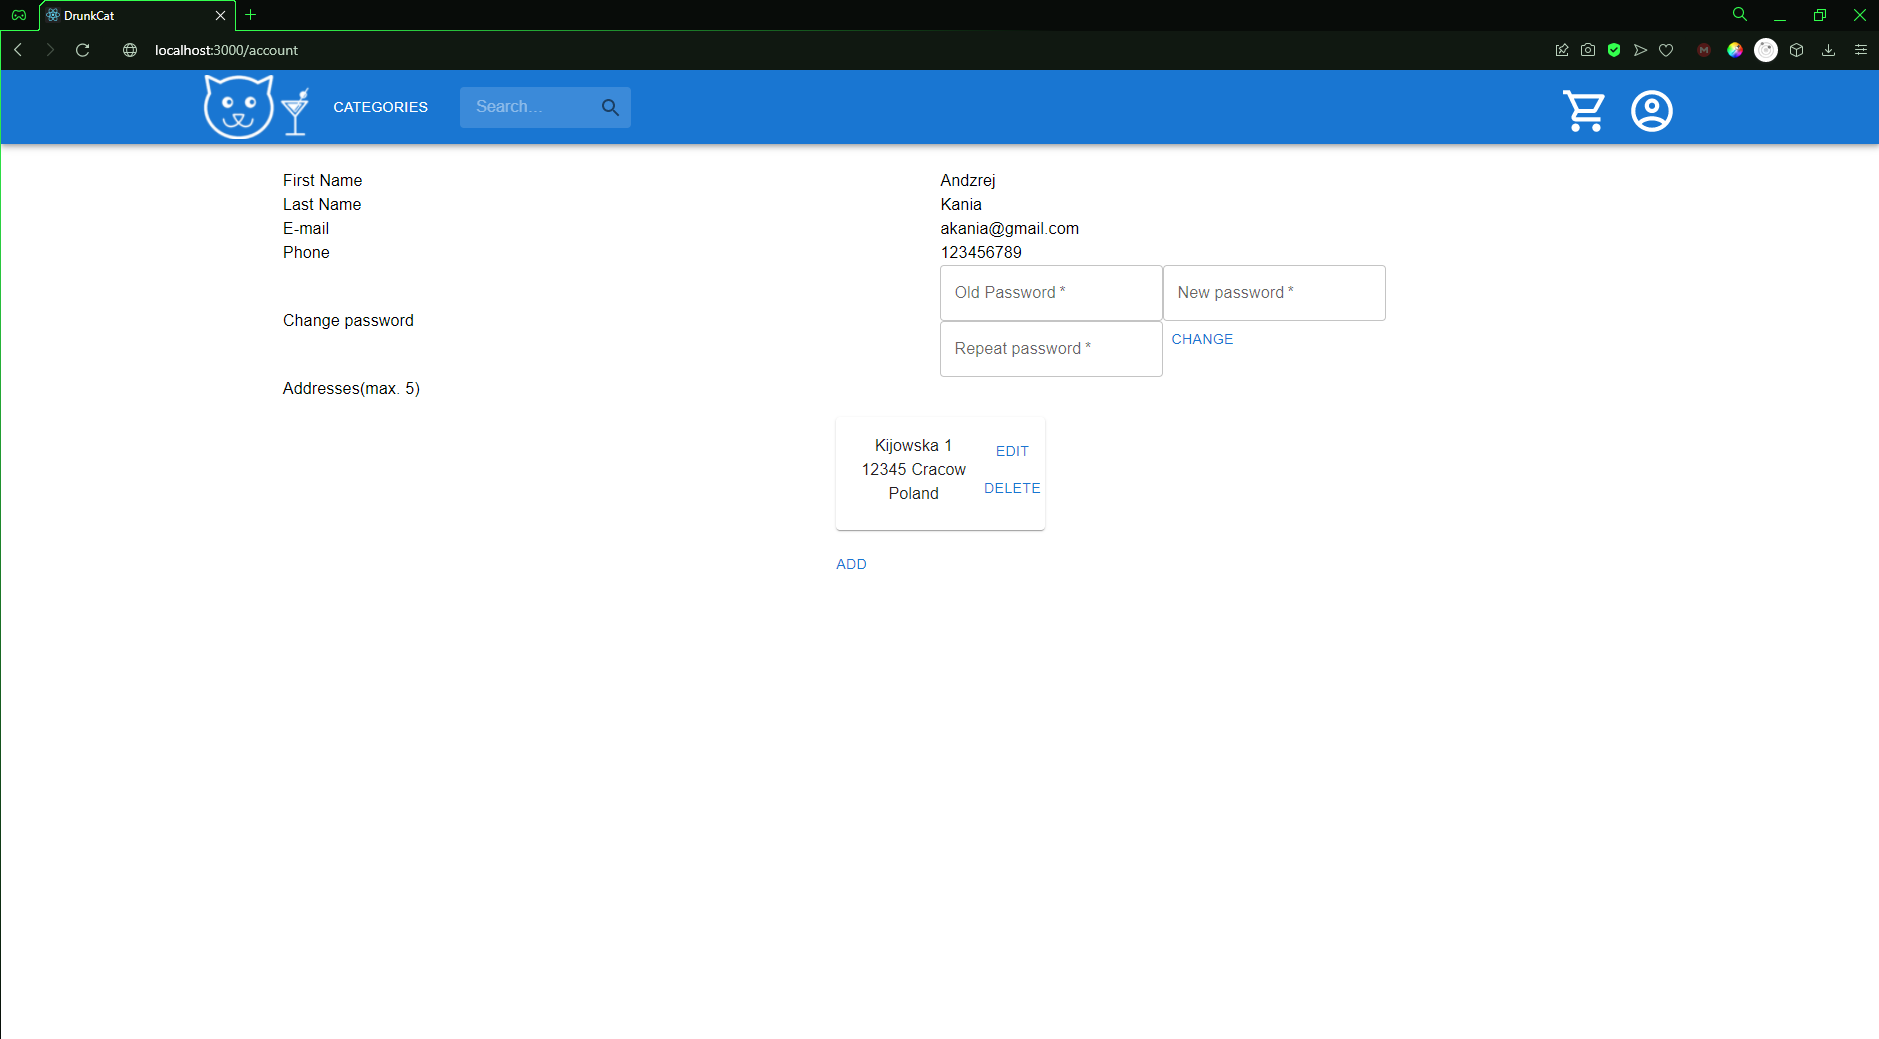 DrunkCat
localhost:3000/account
CATEGORIES
Search...
First Name
Andzrej
Last Name
Kania
E-mail
akania@gmail.com
Phone
123456789
Change password
Old Password *
New password *
Repeat password *
CHANGE
Addresses(max. 5)
Kijowska 1
12345 Cracow
Poland
EDIT
DELETE
ADD